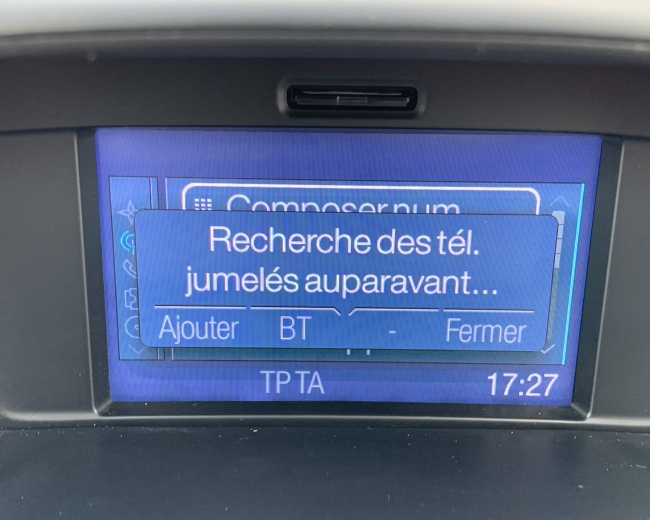 Composer num
Recherche des tél.
jumelés auparavant...
Ajouter BT - Fermer
TP TA 17:27